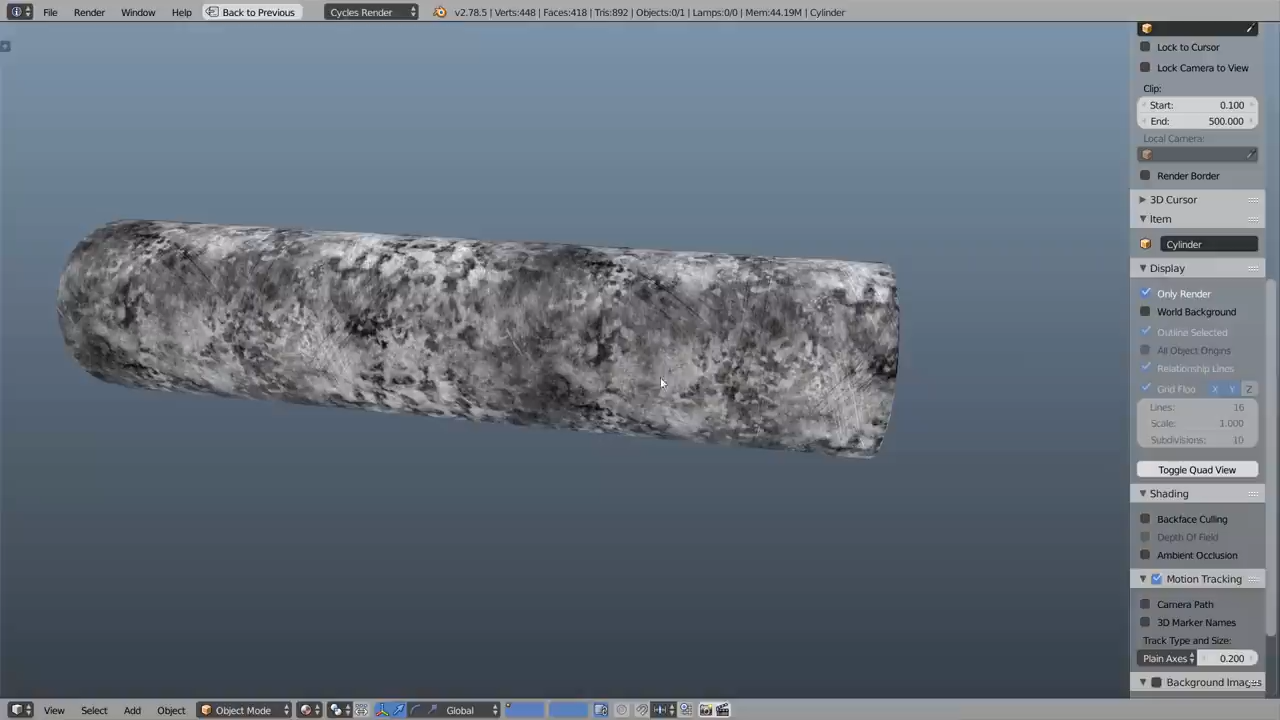 File Render Window Help Back to Previous Cycles Render v2.78.5 | Verts:448 | Faces:418 | Tris:892 | Objects:0/1 | Lamps:0/0 | Mem:44.19M | Cylinder
Lock to Cursor
Lock Camera to View
Clip:
Start: 0.100
End: 500.000
Local Camera:
Render Border
3D Cursor
Item
Cylinder
Display
Only Render
World Background
Outline Selected
All Object Origins
Relationship Lines
Grid Floo X Y Z
Lines: 16
Scale: 1.000
Subdivisions: 10
Toggle Quad View
Shading
Backface Culling
Depth Of Field
Ambient Occlusion
Motion Tracking
Camera Path
3D Marker Names
Track Type and Size:
Plain Axes 0.200
Background Images
View Select Add Object Object Mode Global